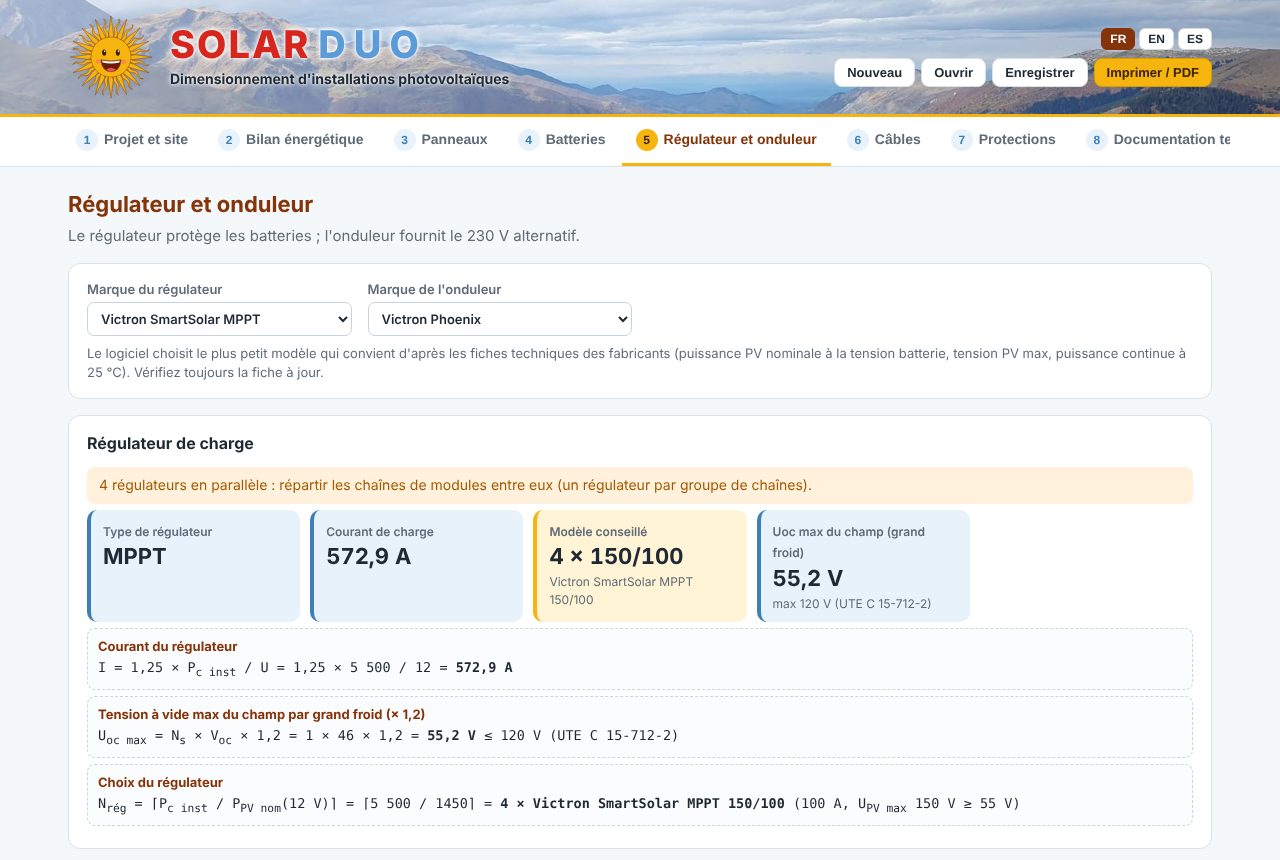 SOLAR DUO
Dimensionnement d'installations photovoltaïques
FR EN ES
Nouveau Ouvrir Enregistrer Imprimer / PDF
1 Projet et site 2 Bilan énergétique 3 Panneaux 4 Batteries 5 Régulateur et onduleur 6 Câbles 7 Protections 8 Documentation te
Régulateur et onduleur
Le régulateur protège les batteries ; l'onduleur fournit le 230 V alternatif.
Marque du régulateur Marque de l'onduleur
Victron SmartSolar MPPT Victron Phoenix
Le logiciel choisit le plus petit modèle qui convient d'après les fiches techniques des fabricants (puissance PV nominale à la tension batterie, tension PV max, puissance continue à
25 °C). Vérifiez toujours la fiche à jour.
Régulateur de charge
4 régulateurs en parallèle : répartir les chaînes de modules entre eux (un régulateur par groupe de chaînes).
Type de régulateur
MPPT
Courant de charge
572,9 A
Modèle conseillé
4 × 150/100
Victron SmartSolar MPPT
150/100
Uoc max du champ (grand
froid)
55,2 V
max 120 V (UTE C 15-712-2)
Courant du régulateur
I = 1,25 × Pc inst / U = 1,25 × 5 500 / 12 = 572,9 A
Tension à vide max du champ par grand froid (× 1,2)
Uoc max = Ns × Voc × 1,2 = 1 × 46 × 1,2 = 55,2 V ≤ 120 V (UTE C 15-712-2)
Choix du régulateur
Nrég = ⌈Pc inst / PPV nom(12 V)⌉ = ⌈5 500 / 1450⌉ = 4 × Victron SmartSolar MPPT 150/100 (100 A, UPV max 150 V ≥ 55 V)